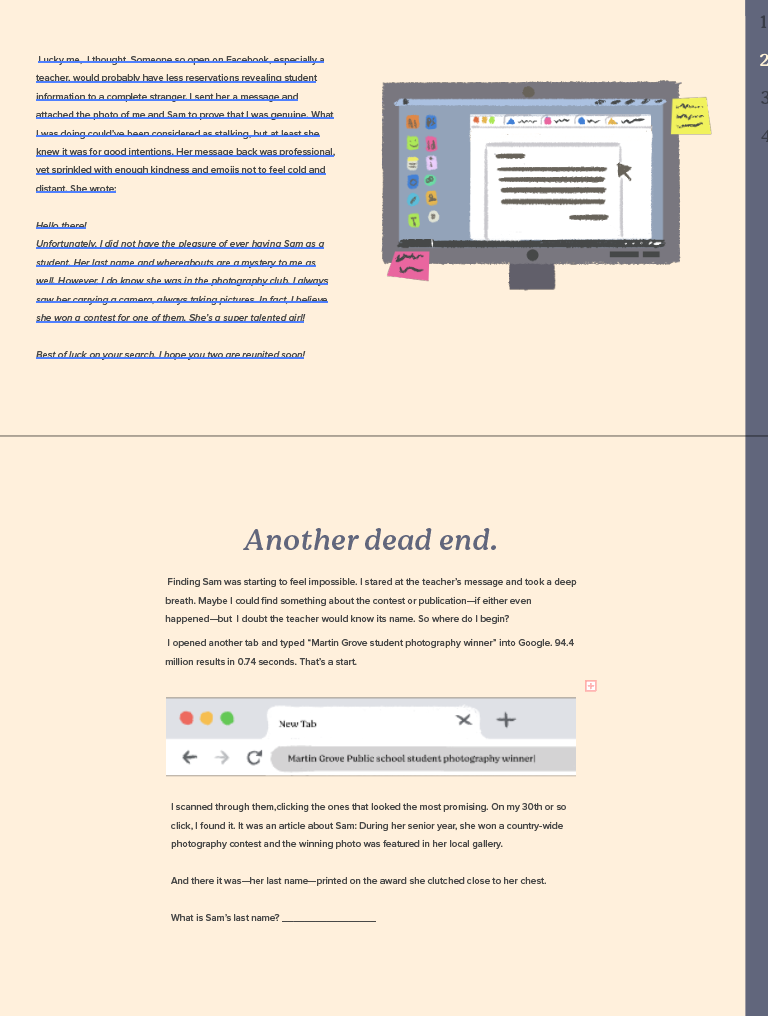 Lucky me, I thought. Someone so open on Facebook, especially a
teacher, would probably have less reservations revealing student
information to a complete stranger. I sent her a message and
attached the photo of me and Sam to prove that I was genuine. What
I was doing could've been considered as stalking, but at least she
knew it was for good intentions. Her message back was professional,
yet sprinkled with enough kindness and emojis not to feel cold and
distant. She wrote:
Hello there!
Unfortunately, I did not have the pleasure of ever having Sam as a
student. Her last name and whereabouts are a mystery to me as
well. However, I do know she was in the photography club. I always
saw her carrying a camera, always taking pictures. In fact, I believe
she won a contest for one of them. She's a super talented girl!
Best of luck on your search. I hope you two are reunited soon!
1
2
3
4
Another dead end.
Finding Sam was starting to feel impossible. I stared at the teacher's message and took a deep
breath. Maybe I could find something about the contest or publication—if either even
happened—but I doubt the teacher would know its name. So where do I begin?
I opened another tab and typed "Martin Grove student photography winner" into Google. 94.4
million results in 0.74 seconds. That's a start.
New Tab
Martin Grove Public school student photography winner|
I scanned through them,clicking the ones that looked the most promising. On my 30th or so
click, I found it. It was an article about Sam: During her senior year, she won a country-wide
photography contest and the winning photo was featured in her local gallery.
And there it was—her last name—printed on the award she clutched close to her chest.
What is Sam's last name? ____________________